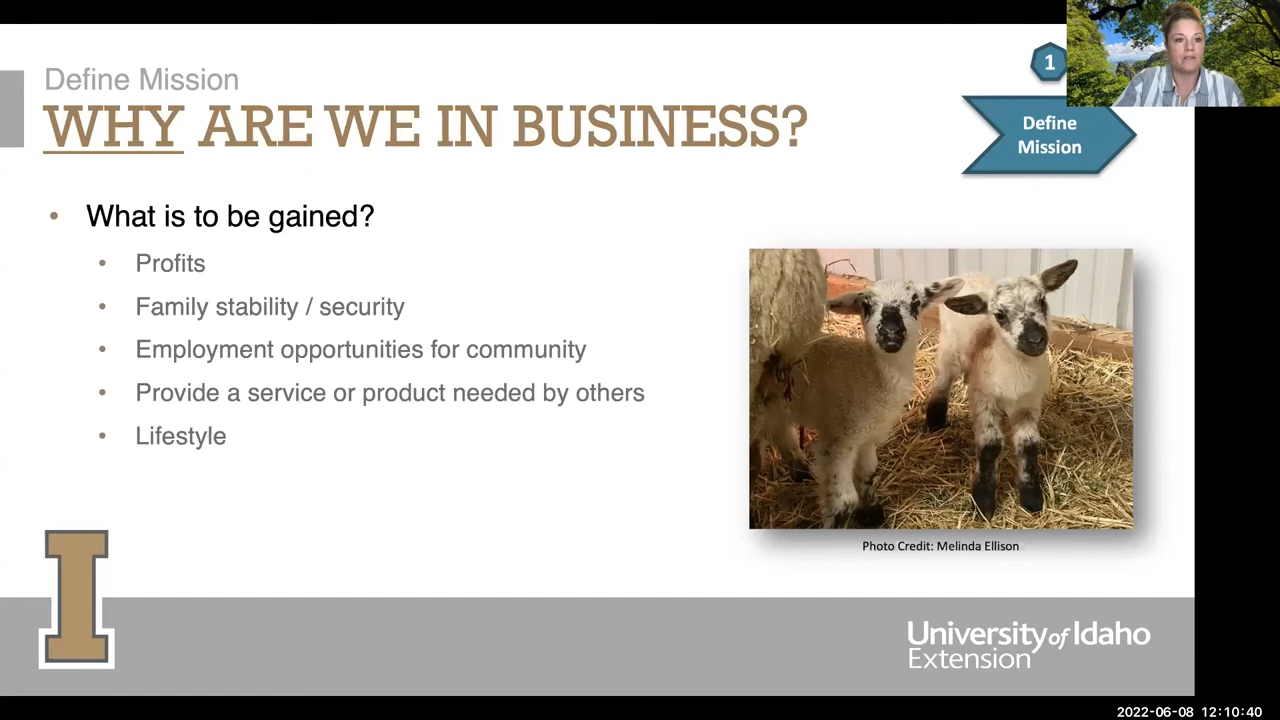 Define Mission
WHY ARE WE IN BUSINESS?
1
Define
Mission
• What is to be gained?
• Profits
• Family stability / security
• Employment opportunities for community
• Provide a service or product needed by others
• Lifestyle
Photo Credit: Melinda Ellison
I
University of Idaho
Extension
2022-06-08 12:10:40